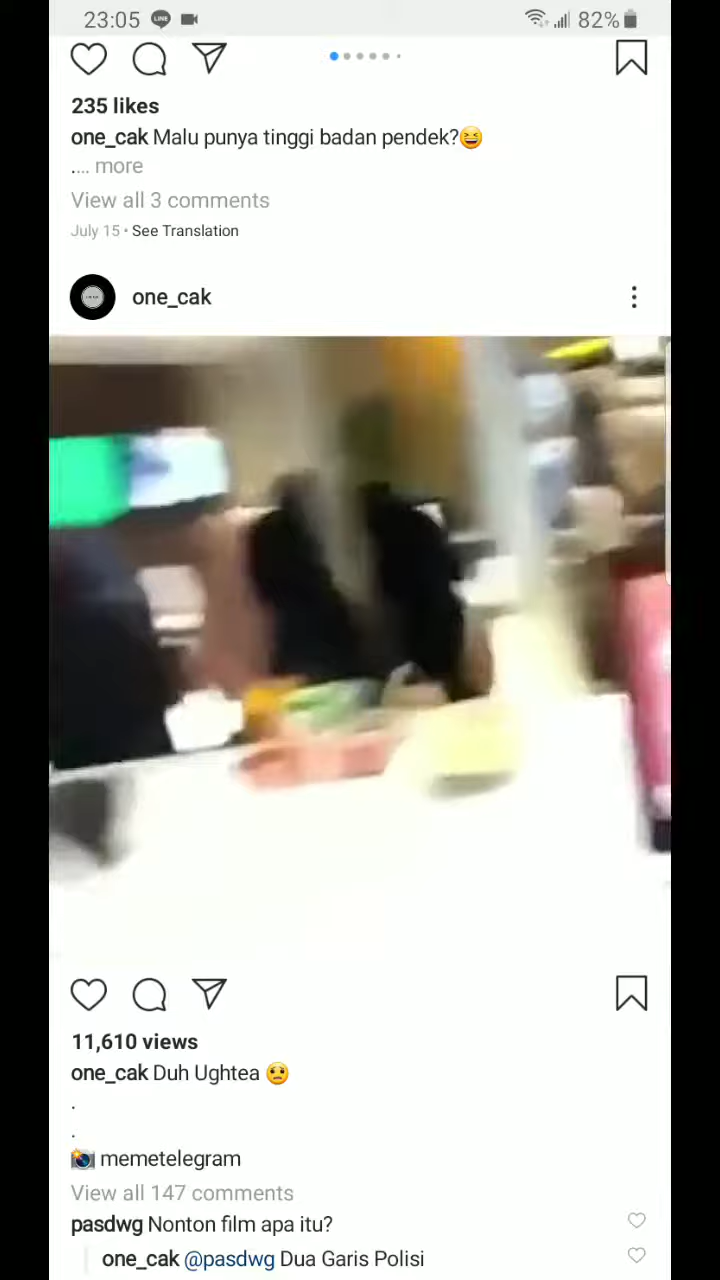 23:05 LINE 82%
235 likes
one_cak Malu punya tinggi badan pendek?😆
.... more
View all 3 comments
July 15 • See Translation
one_cak
11,610 views
one_cak Duh Ughtea 😟
.
.
📸 memetelegram
View all 147 comments
pasdwg Nonton film apa itu?
one_cak @pasdwg Dua Garis Polisi